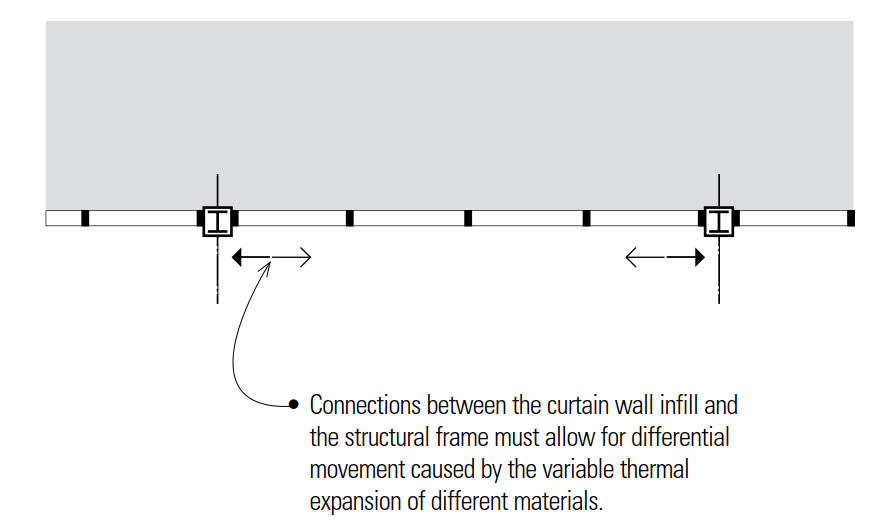 Connections between the curtain wall infill and
the structural frame must allow for differential
movement caused by the variable thermal
expansion of different materials.